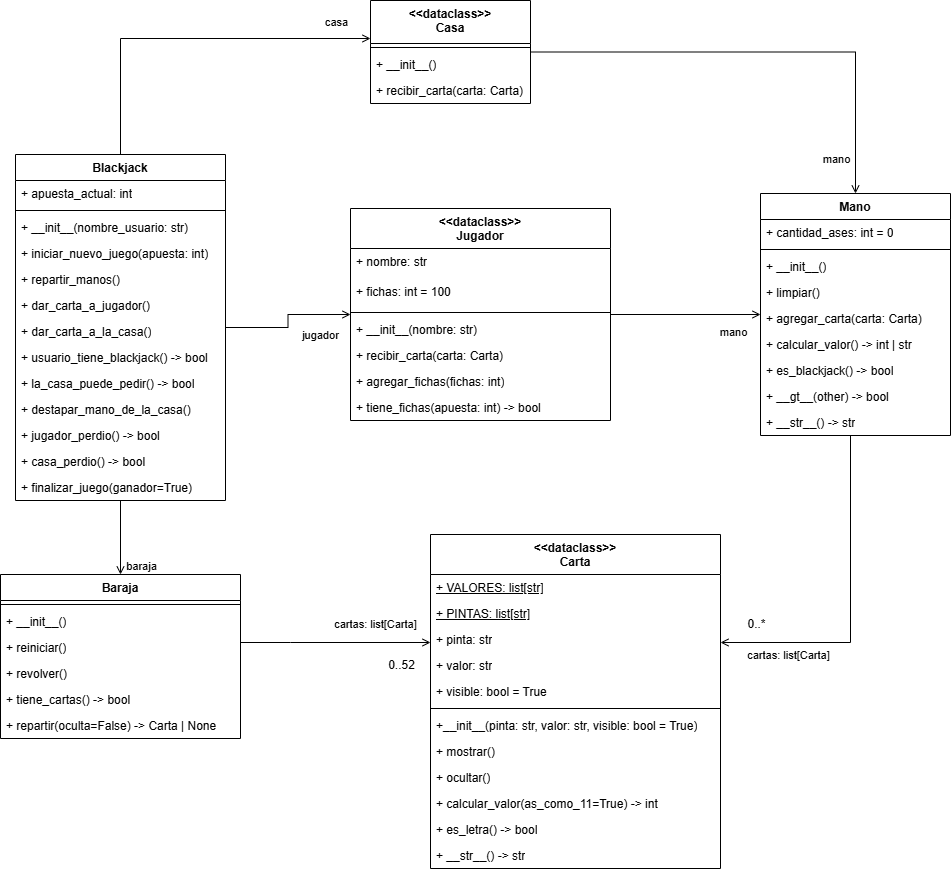 casa
<<dataclass>>
Casa
+ __init__()
+ recibir_carta(carta: Carta)
mano
Blackjack
+ apuesta_actual: int
+ __init__(nombre_usuario: str)
+ iniciar_nuevo_juego(apuesta: int)
+ repartir_manos()
+ dar_carta_a_jugador()
+ dar_carta_a_la_casa()
+ usuario_tiene_blackjack() -> bool
+ la_casa_puede_pedir() -> bool
+ destapar_mano_de_la_casa()
+ jugador_perdio() -> bool
+ casa_perdio() -> bool
+ finalizar_juego(ganador=True)
jugador
<<dataclass>>
Jugador
+ nombre: str
+ fichas: int = 100
+ __init__(nombre: str)
+ recibir_carta(carta: Carta)
+ agregar_fichas(fichas: int)
+ tiene_fichas(apuesta: int) -> bool
mano
Mano
+ cantidad_ases: int = 0
+ __init__()
+ limpiar()
+ agregar_carta(carta: Carta)
+ calcular_valor() -> int | str
+ es_blackjack() -> bool
+ __gt__(other) -> bool
+ __str__() -> str
baraja
Baraja
+ __init__()
+ reiniciar()
+ revolver()
+ tiene_cartas() -> bool
+ repartir(oculta=False) -> Carta | None
cartas: list[Carta]
0..52
<<dataclass>>
Carta
+ VALORES: list[str]
+ PINTAS: list[str]
+ pinta: str
+ valor: str
+ visible: bool = True
+__init__(pinta: str, valor: str, visible: bool = True)
+ mostrar()
+ ocultar()
+ calcular_valor(as_como_11=True) -> int
+ es_letra() -> bool
+ __str__() -> str
0..*
cartas: list[Carta]